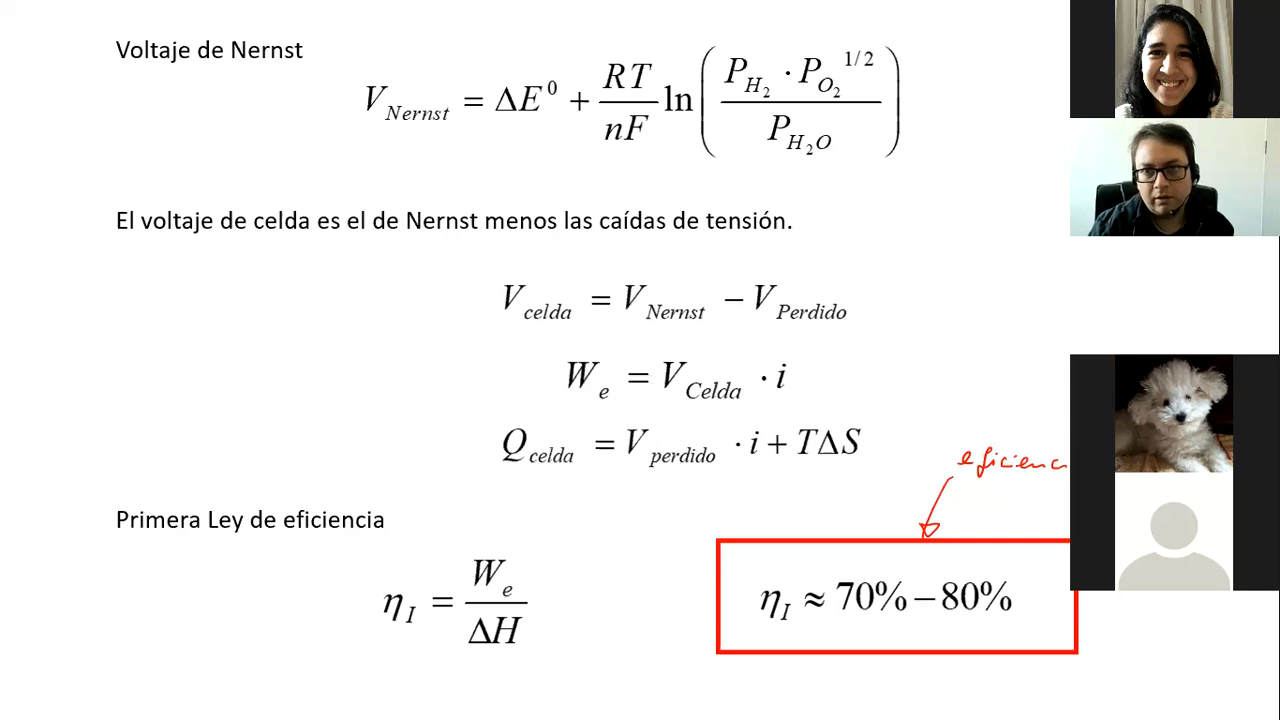 Voltaje de Nernst
V_Nernst = ΔE⁰ + RT/nF ln(P_H₂ · P_O₂^1/2 / P_H₂O)
El voltaje de celda es el de Nernst menos las caídas de tensión.
V_celda = V_Nernst − V_Perdido
W_e = V_Celda · i
Q_celda = V_perdido · i + TΔS
eficienc
Primera Ley de eficiencia
η_I = W_e/ΔH
η_I ≈ 70% − 80%